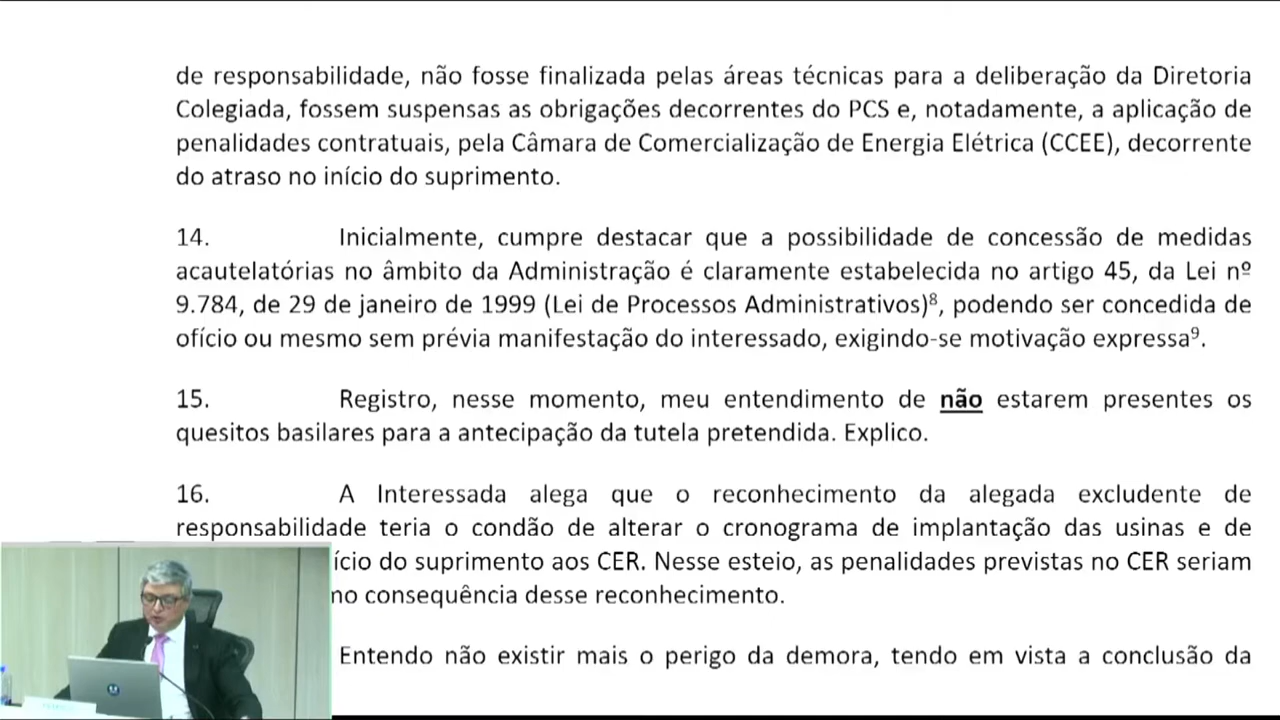 de responsabilidade, não fosse finalizada pelas áreas técnicas para a deliberação da Diretoria
Colegiada, fossem suspensas as obrigações decorrentes do PCS e, notadamente, a aplicação de
penalidades contratuais, pela Câmara de Comercialização de Energia Elétrica (CCEE), decorrente
do atraso no início do suprimento.
14. Inicialmente, cumpre destacar que a possibilidade de concessão de medidas
acautelatórias no âmbito da Administração é claramente estabelecida no artigo 45, da Lei nº
9.784, de 29 de janeiro de 1999 (Lei de Processos Administrativos)⁸, podendo ser concedida de
ofício ou mesmo sem prévia manifestação do interessado, exigindo-se motivação expressa⁹.
15. Registro, nesse momento, meu entendimento de não estarem presentes os
quesitos basilares para a antecipação da tutela pretendida. Explico.
16. A Interessada alega que o reconhecimento da alegada excludente de
responsabilidade teria o condão de alterar o cronograma de implantação das usinas e de
ício do suprimento aos CER. Nesse esteio, as penalidades previstas no CER seriam
no consequência desse reconhecimento.
Entendo não existir mais o perigo da demora, tendo em vista a conclusão da